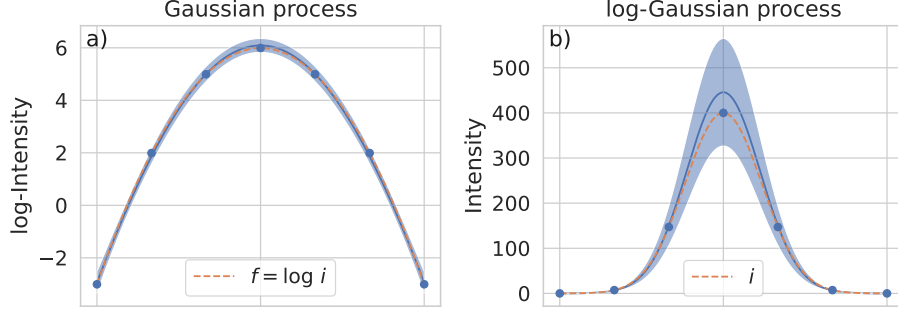 Gaussian process
a)
6
4
2
0
−2
log-Intensity
f = log i
log-Gaussian process
b)
500
400
300
200
100
0
Intensity
i